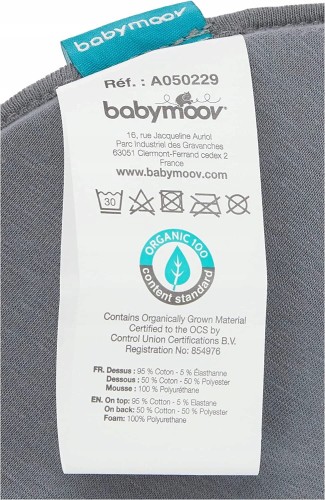 babymoov
Réf. : A050229
babymoov
16, rue Jacqueline Auriol
Parc Industriel des Gravanches
63051 Clermont-Ferrand cedex 2
France
www.babymoov.com
30
ORGANIC 100
content standard
Contains Organically Grown Material
Certified to the OCS by
Control Union Certifications B.V.
Registration No: 854976
FR. Dessus : 95 % Coton - 5 % Élasthanne
Dessous : 50 % Coton - 50 % Polyester
Mousse : 100 % Polyuréthane
EN. On top: 95 % Cotton - 5 % Elastane
On back: 50 % Cotton - 50 % Polyester
Foam: 100% Polyurethane